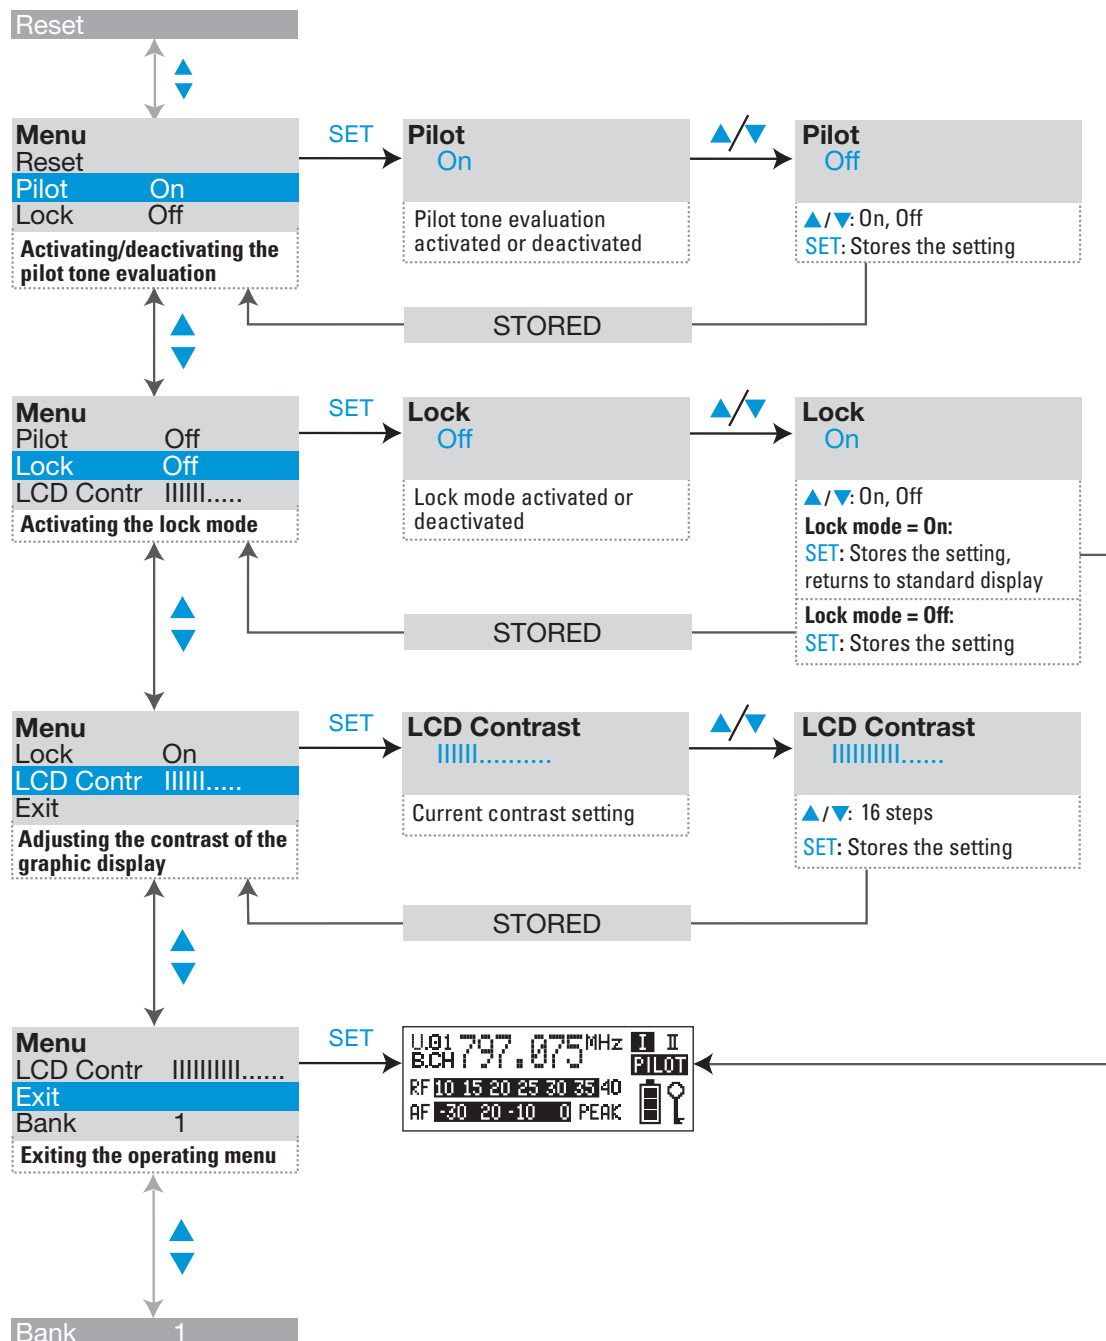 Reset
Menu
Reset
Pilot On
Lock Off
Activating/deactivating the
pilot tone evaluation
SET
Pilot
On
Pilot tone evaluation
activated or deactivated
▲/▼
Pilot
Off
▲/▼: On, Off
SET: Stores the setting
STORED
Menu
Pilot Off
Lock Off
LCD Contr IIIIII.....
Activating the lock mode
SET
Lock
Off
Lock mode activated or
deactivated
▲/▼
Lock
On
▲/▼: On, Off
Lock mode = On:
SET: Stores the setting,
returns to standard display
Lock mode = Off:
SET: Stores the setting
STORED
Menu
Lock On
LCD Contr IIIIII.....
Exit
Adjusting the contrast of the
graphic display
SET
LCD Contrast
IIIIII..........
Current contrast setting
▲/▼
LCD Contrast
IIIIIIIIII......
▲/▼: 16 steps
SET: Stores the setting
STORED
Menu
LCD Contr IIIIIIIIII......
Exit
Bank 1
Exiting the operating menu
SET
U.01 797.075 MHz I II
B.CH PILOT
RF 10 15 20 25 30 35 40
AF -30 20 -10 0 PEAK
Bank 1